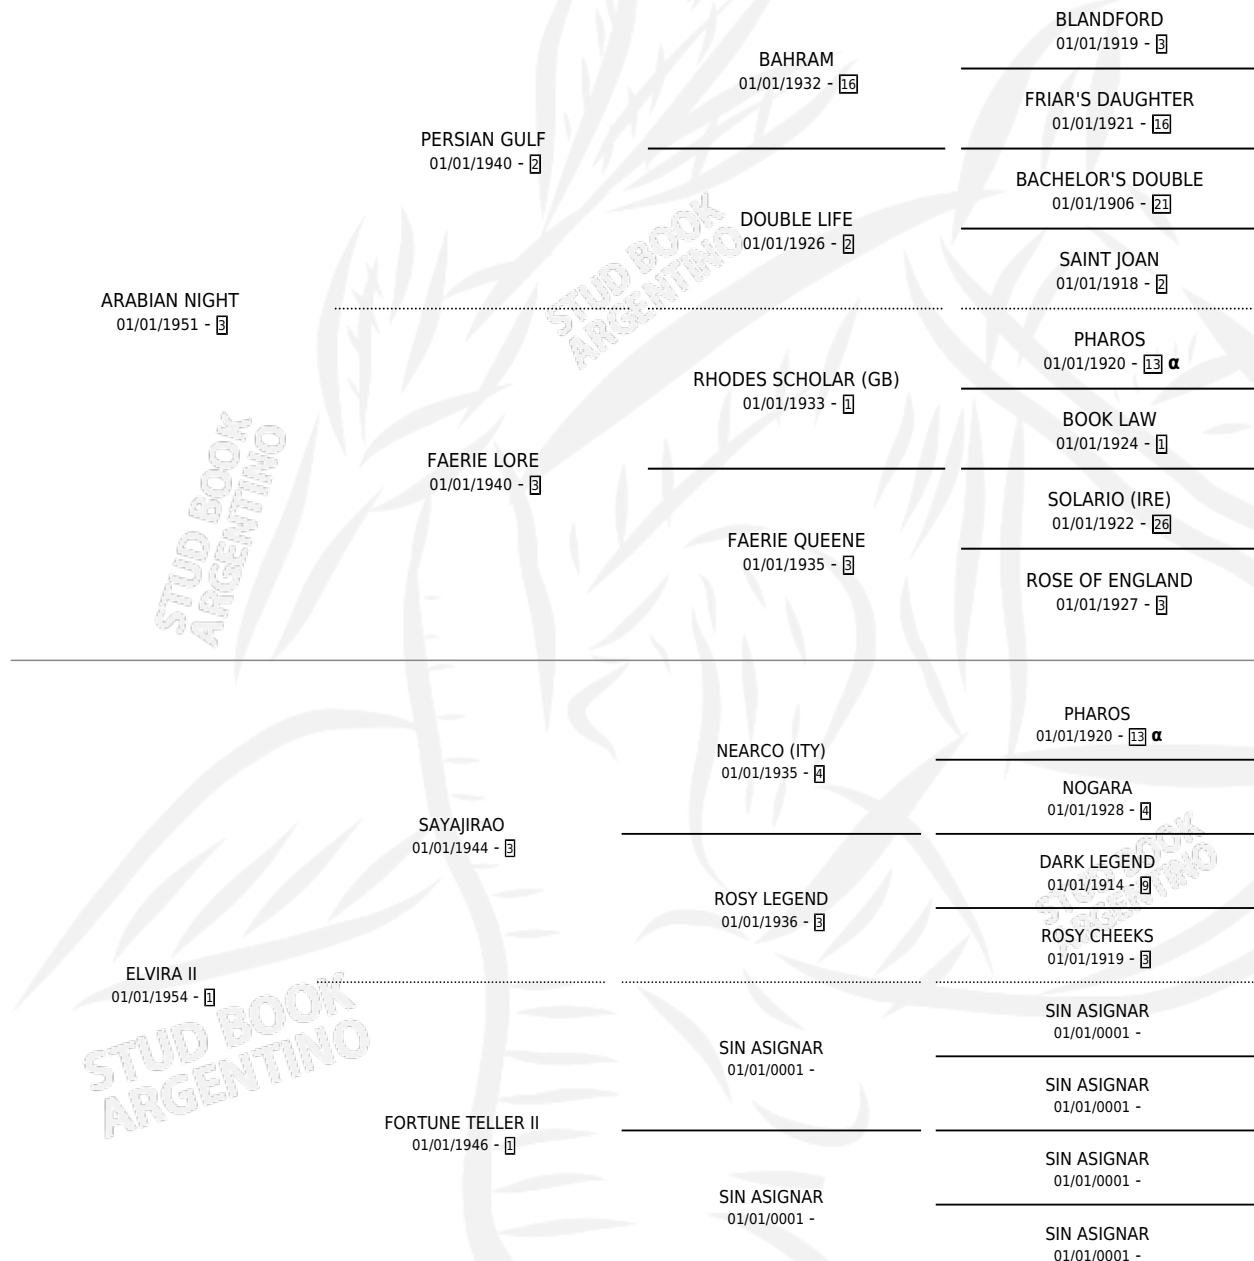 BLANDFORD
01/01/1919 - 3
BAHRAM
01/01/1932 - 16
FRIAR'S DAUGHTER
01/01/1921 - 16
PERSIAN GULF
01/01/1940 - 2
BACHELOR'S DOUBLE
01/01/1906 - 21
DOUBLE LIFE
01/01/1926 - 2
SAINT JOAN
01/01/1918 - 2
STUD BOOK
ARGENTINO
ARABIAN NIGHT
01/01/1951 - 3
PHAROS
01/01/1920 - 13 α
RHODES SCHOLAR (GB)
01/01/1933 - 1
BOOK LAW
01/01/1924 - 1
FAERIE LORE
01/01/1940 - 3
SOLARIO (IRE)
01/01/1922 - 26
FAERIE QUEENE
01/01/1935 - 3
ROSE OF ENGLAND
01/01/1927 - 3
STUD BOOK
ARGENTINO
PHAROS
01/01/1920 - 13 α
NEARCO (ITY)
01/01/1935 - 4
NOGARA
01/01/1928 - 4
SAYAJIRAO
01/01/1944 - 3
DARK LEGEND
01/01/1914 - 9
ROSY LEGEND
01/01/1936 - 3
ROSY CHEEKS
01/01/1919 - 3
STUD BOOK
ARGENTINO
ELVIRA II
01/01/1954 - 1
SIN ASIGNAR
01/01/0001 -
SIN ASIGNAR
01/01/0001 -
SIN ASIGNAR
01/01/0001 -
FORTUNE TELLER II
01/01/1946 - 1
SIN ASIGNAR
01/01/0001 -
SIN ASIGNAR
01/01/0001 -
SIN ASIGNAR
01/01/0001 -
STUD BOOK
ARGENTINO